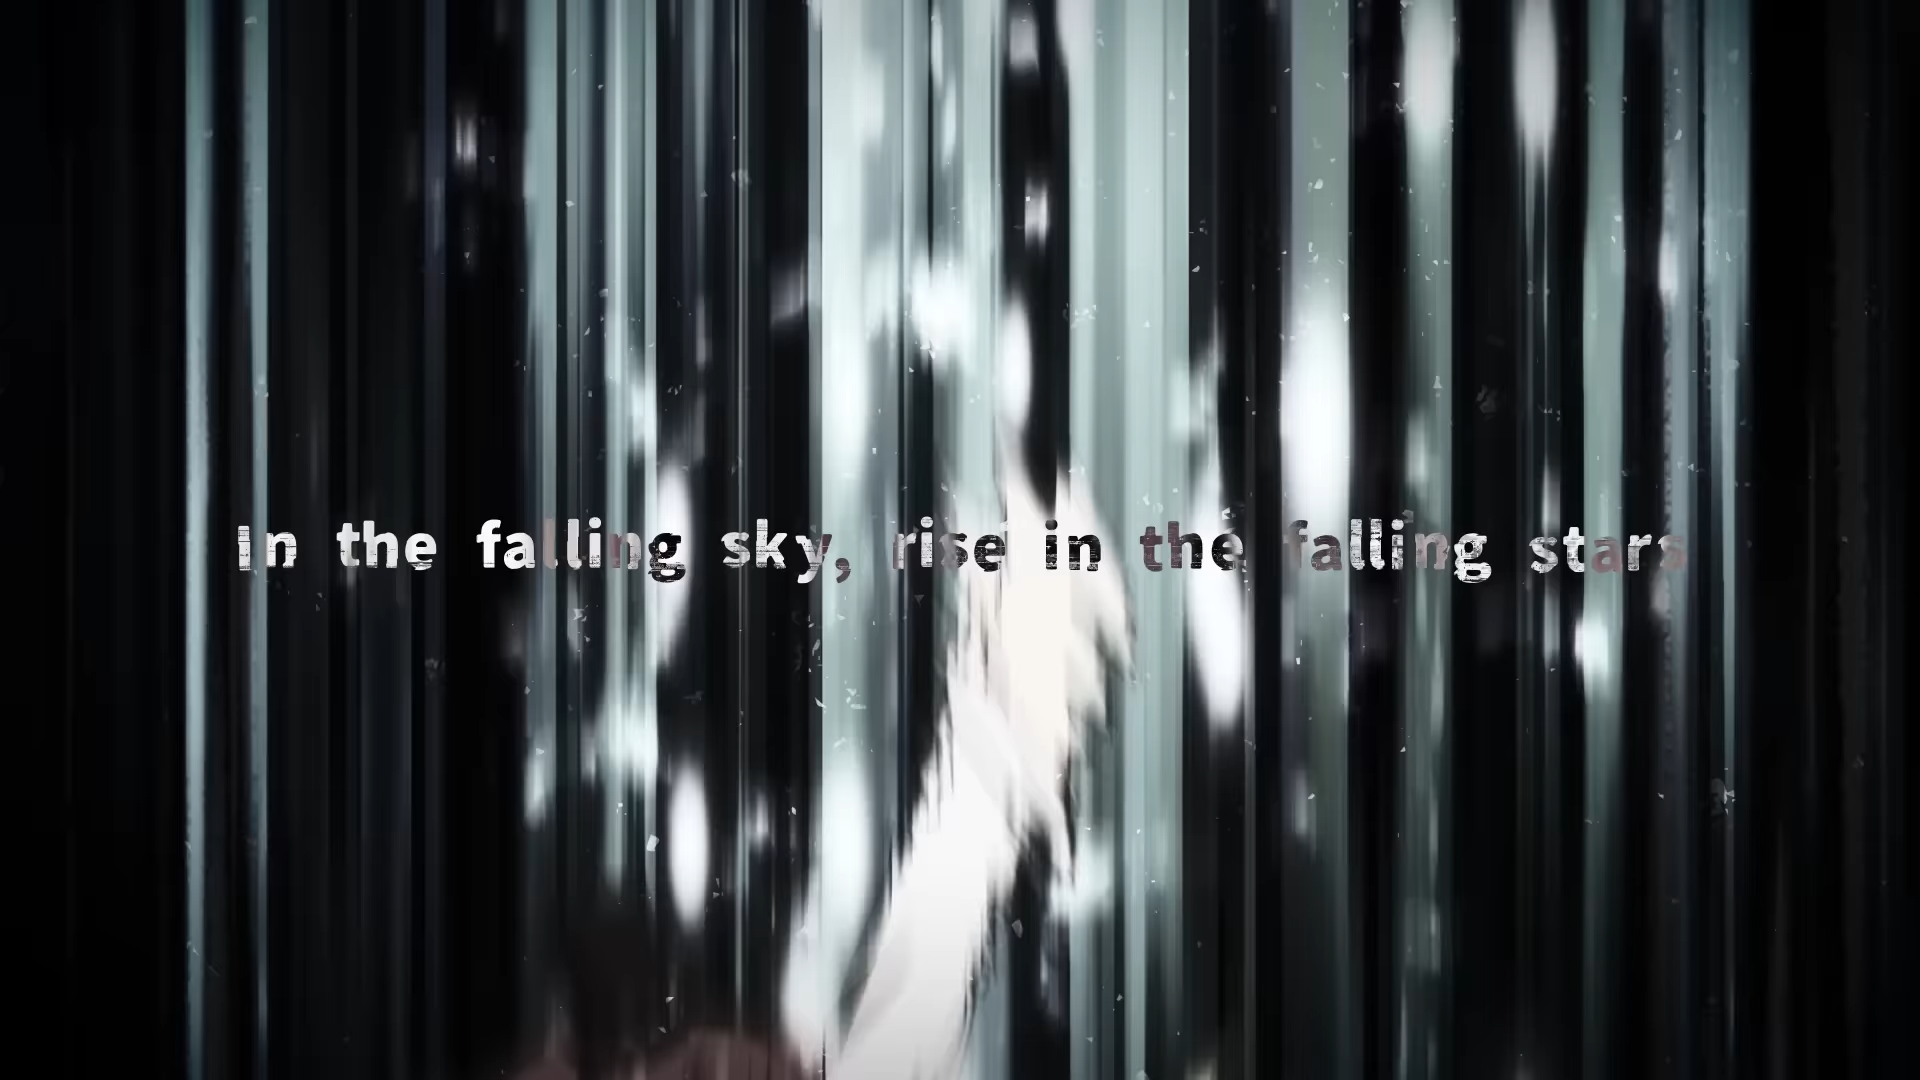 in the falling sky, rise in the falling stars